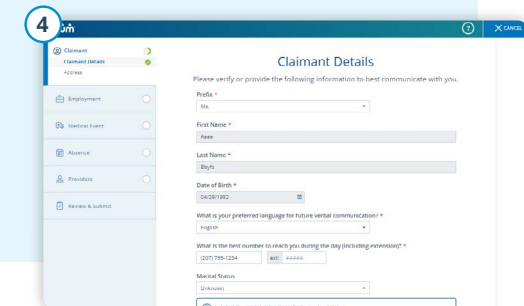 4
? X CANCEL
Claimant
Claimant Details
Address
Employment
Medical Event
Absence
Providers
Review & Submit
Claimant Details
Please verify or provide the following information to best communicate with you.
Prefix *
Ms.
First Name *
Last Name *
Date of Birth *
04/29/1982
What is your preferred language for future verbal communication? *
English
What is the best number to reach you during the day (including extension)? *
(207) 799-1234 ext: #####
Marital Status
Unknown